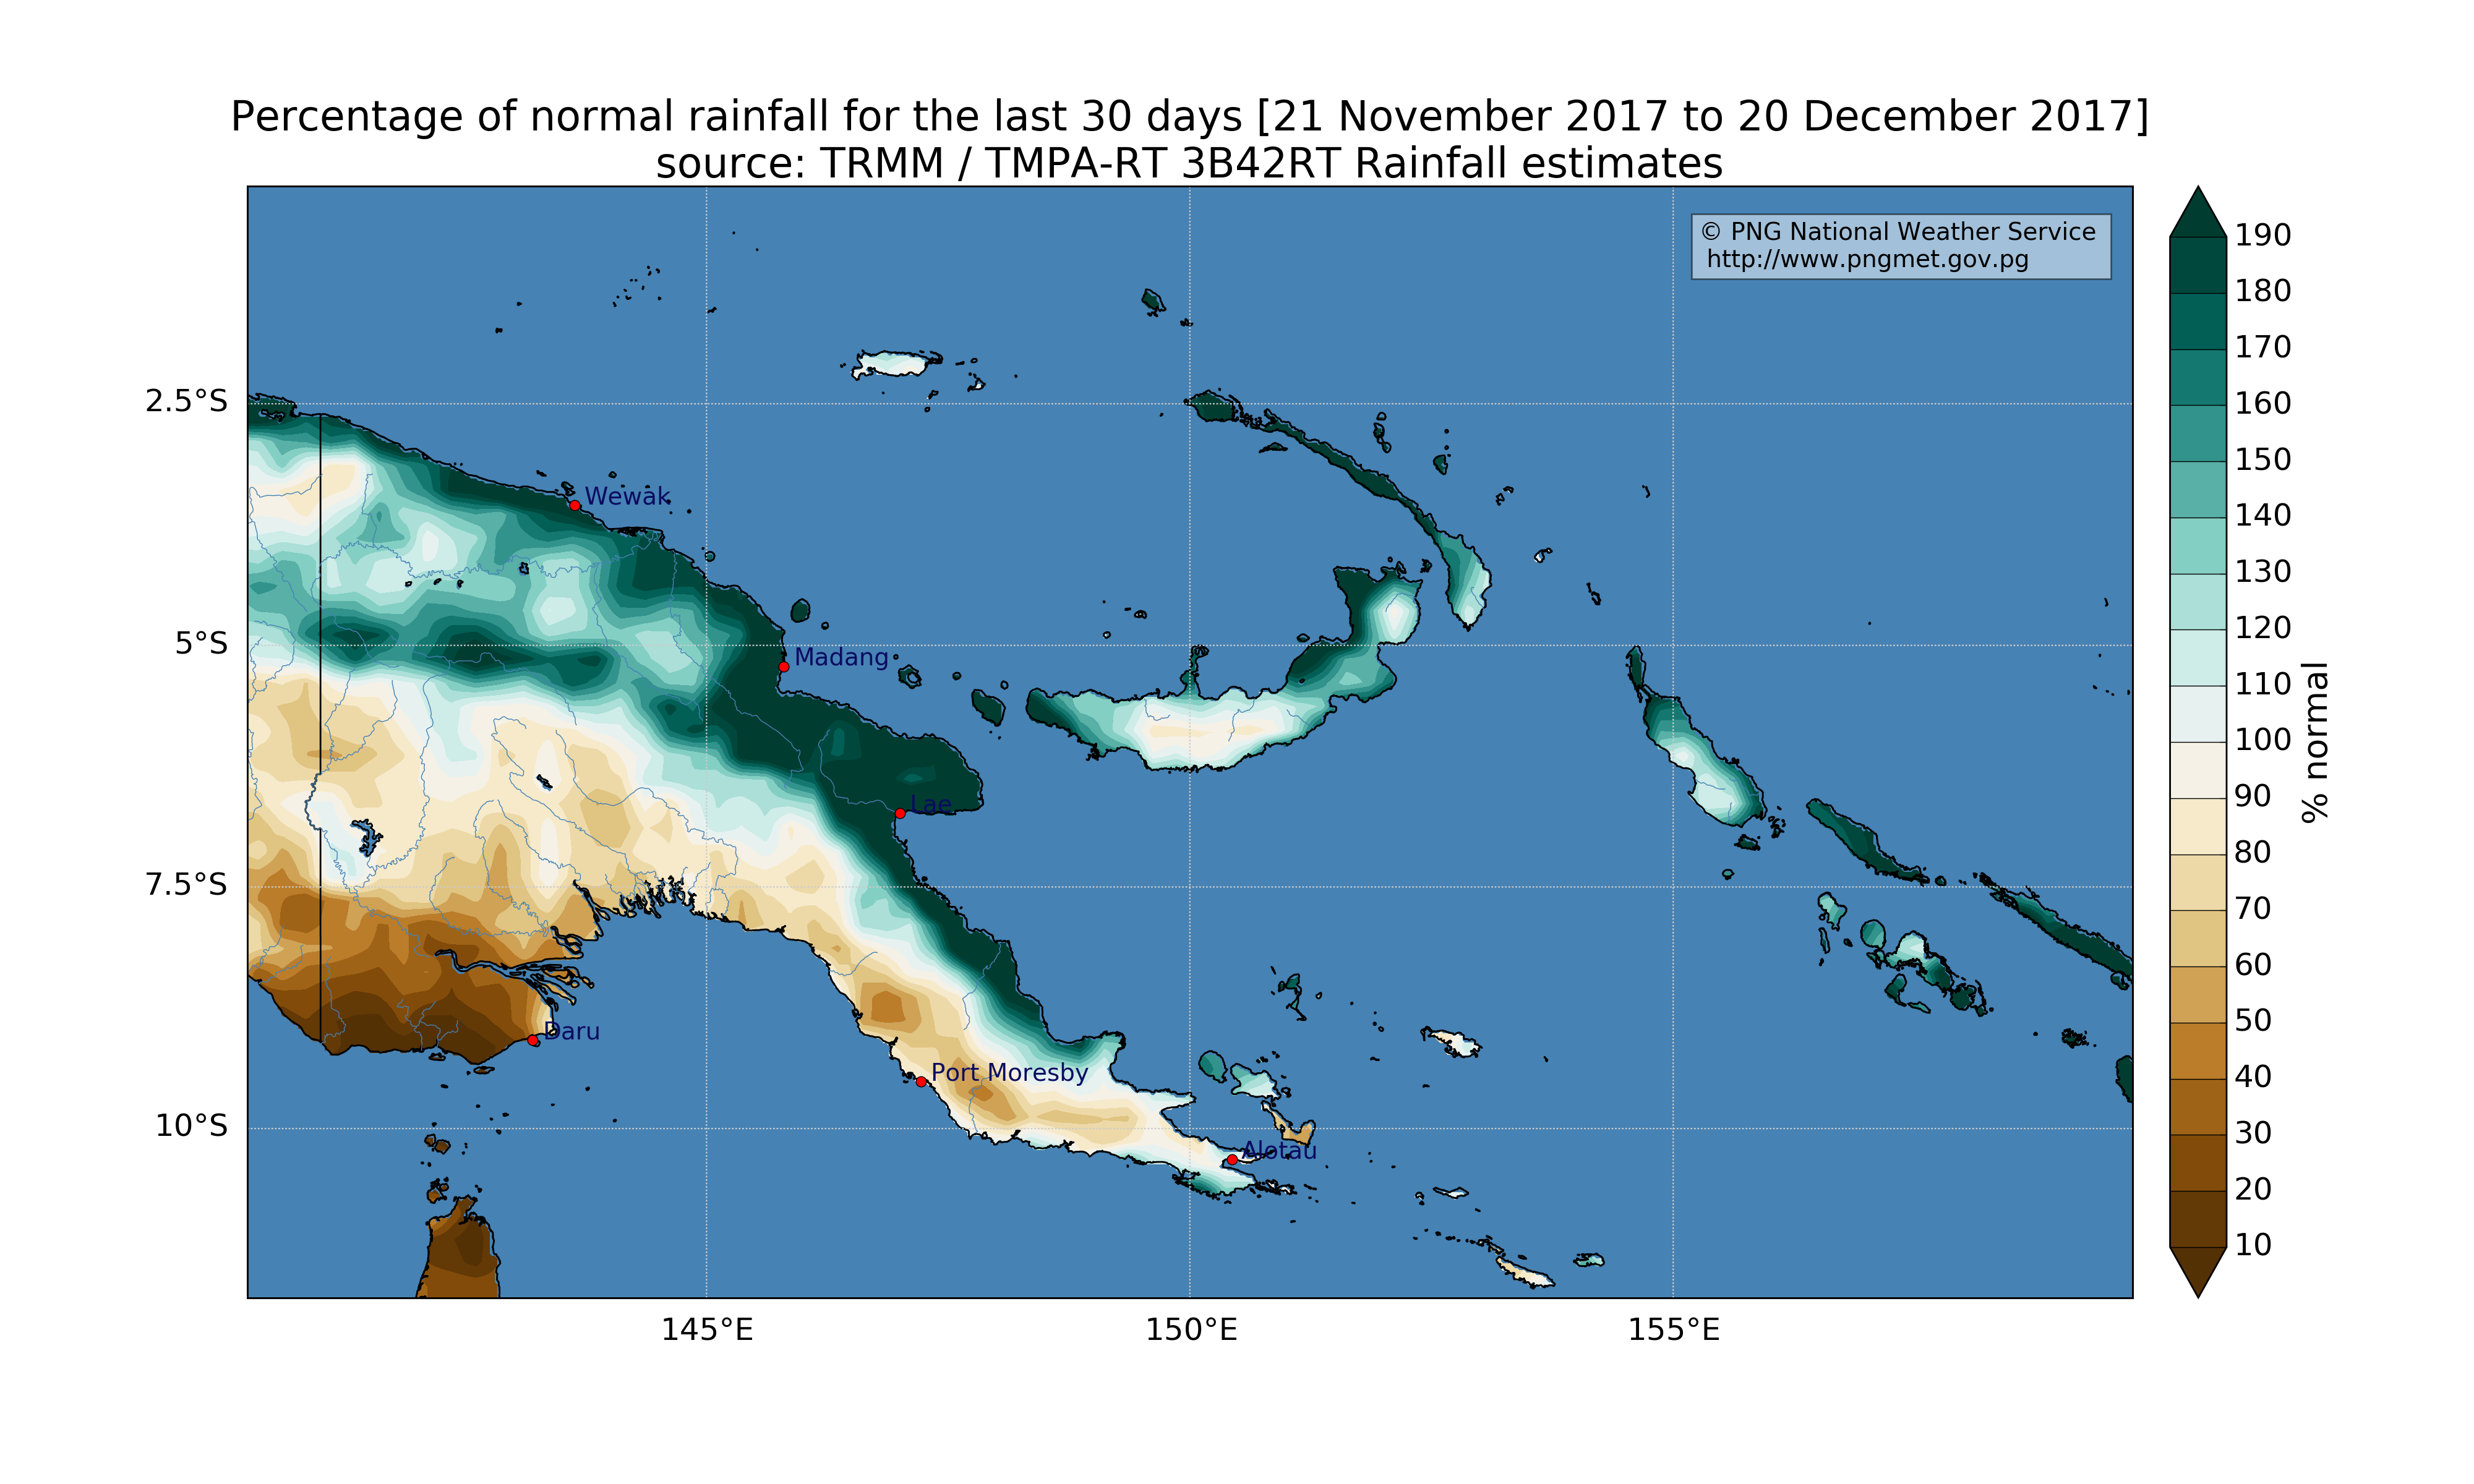 Percentage of normal rainfall for the last 30 days [21 November 2017 to 20 December 2017]
source: TRMM / TMPA-RT 3B42RT Rainfall estimates
© PNG National Weather Service
http://www.pngmet.gov.pg
2.5°S
5°S
7.5°S
10°S
Wewak
Madang
Lae
Daru
Port Moresby
Alotau
145°E
150°E
155°E
190
180
170
160
150
140
130
120
110
100
90
80
70
60
50
40
30
20
10
% normal